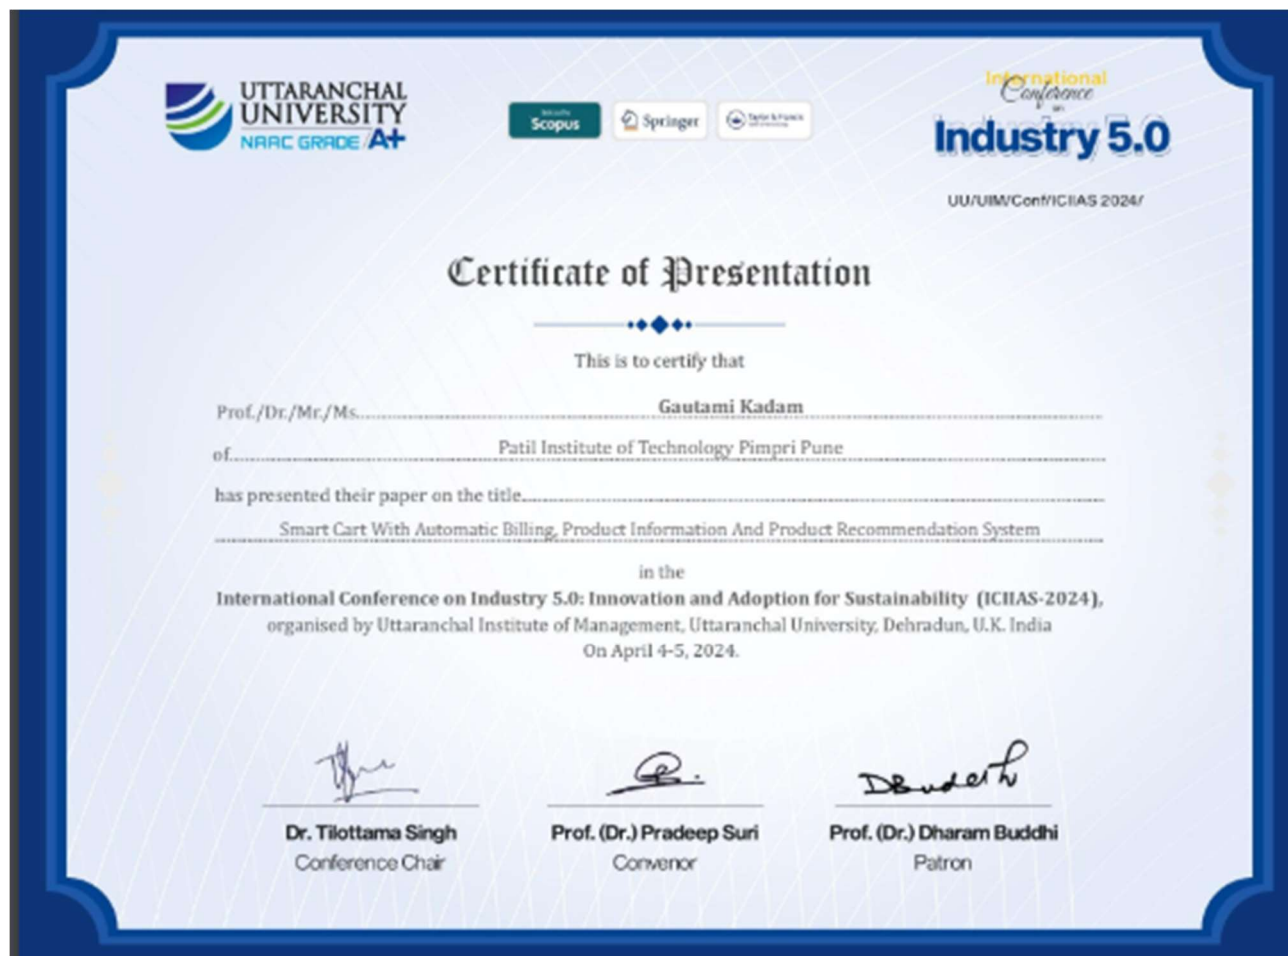 UTTARANCHAL
UNIVERSITY
NAAC GRADE A+
Scopus
Springer
Taylor & Francis
International
Conference
on
Industry 5.0
UU/UIM/Conf/ICIIAS 2024/
Certificate of Presentation
This is to certify that
Prof./Dr./Mr./Ms. Gautami Kadam
of Patil Institute of Technology Pimpri Pune
has presented their paper on the title
Smart Cart With Automatic Billing, Product Information And Product Recommendation System
in the
International Conference on Industry 5.0: Innovation and Adoption for Sustainability (ICIIAS-2024),
organised by Uttaranchal Institute of Management, Uttaranchal University, Dehradun, U.K. India
On April 4-5, 2024.
DBuddhi
Dr. Tilottama Singh
Prof. (Dr.) Pradeep Suri
Prof. (Dr.) Dharam Buddhi
Conference Chair
Convenor
Patron